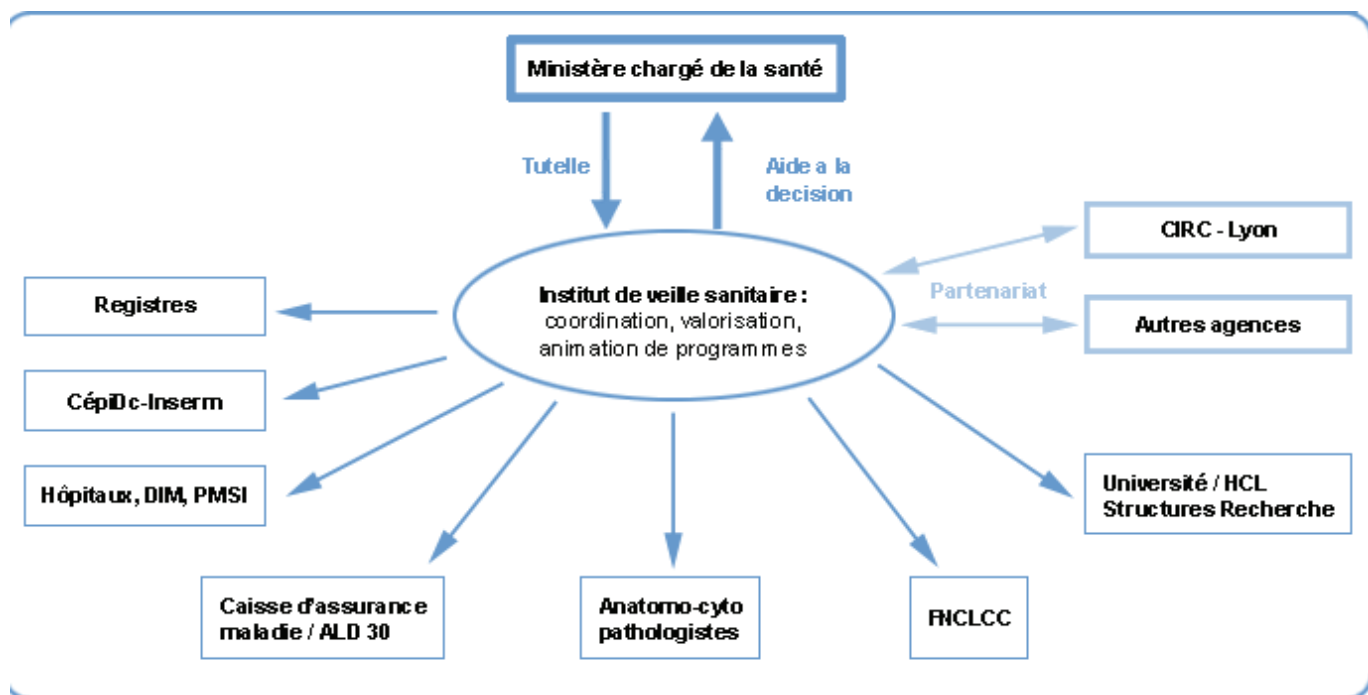 Ministère chargé de la santé
Tutelle
Aide a la
decision
CIRC - Lyon
Partenariat
Autres agences
Institut de veille sanitaire :
coordination, valorisation,
animation de programmes
Registres
CépiDc-Inserm
Hôpitaux, DIM, PMSI
Université / HCL
Structures Recherche
Caisse d'assurance
maladie / ALD 30
Anatomo-cyto
pathologistes
FNCLCC